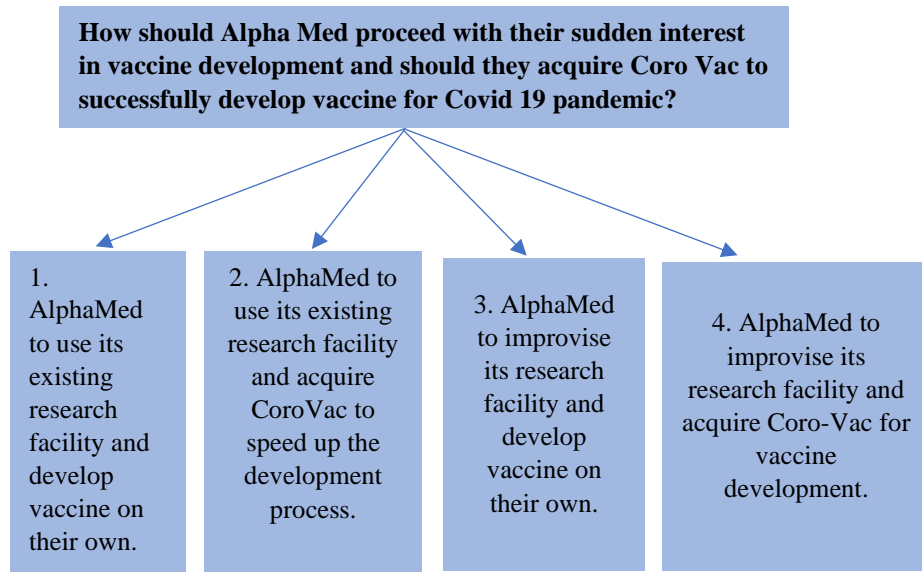 How should Alpha Med proceed with their sudden interest
in vaccine development and should they acquire Coro Vac to
successfully develop vaccine for Covid 19 pandemic?
1.
AlphaMed
to use its
existing
research
facility and
develop
vaccine on
their own.
2. AlphaMed to
use its existing
research facility
and acquire
CoroVac to
speed up the
development
process.
3. AlphaMed
to improvise
its research
facility and
develop
vaccine on
their own.
4. AlphaMed to
improvise its
research facility and
acquire Coro-Vac for
vaccine
development.